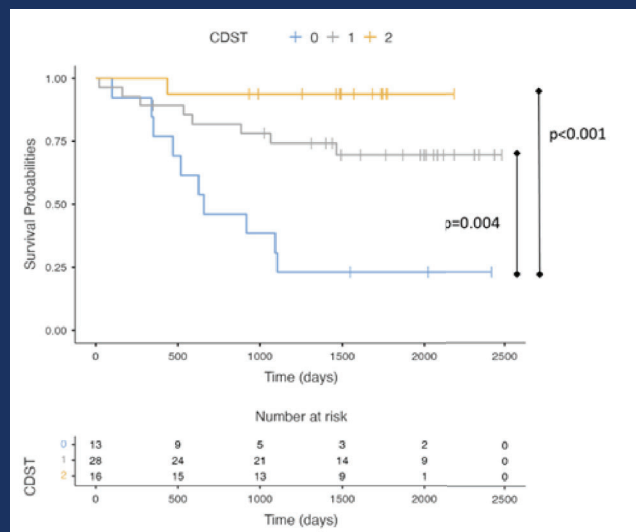 CDST 0 1 2
1.00
0.75
0.50
0.25
0.00
Survival Probabilities
0 500 1000 1500 2000 2500
Time (days)
p<0.001
p=0.004
Number at risk
CDST
0 13 9 5 3 2 0
1 28 24 21 14 9 0
2 16 15 13 9 1 0
0 500 1000 1500 2000 2500
Time (days)